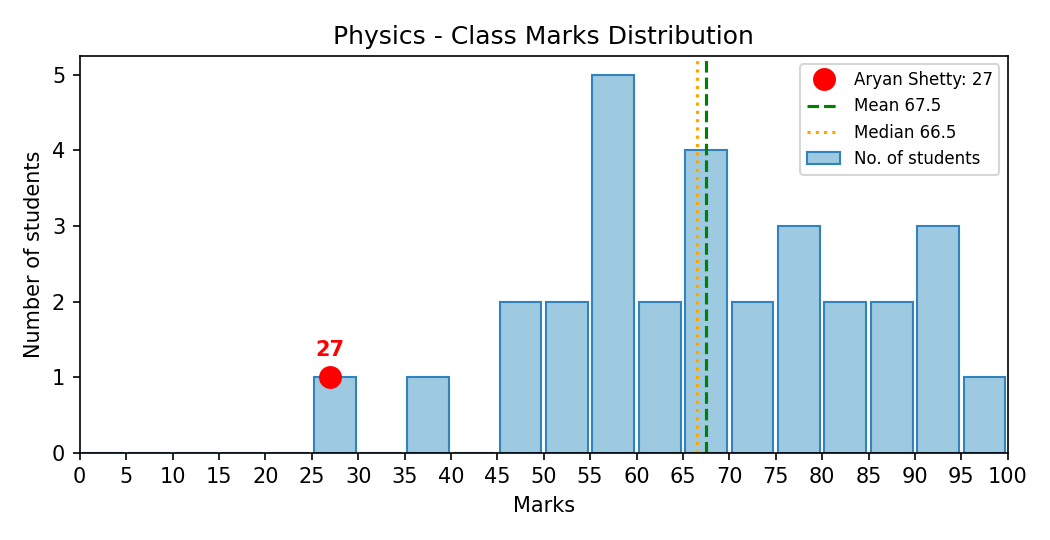 Physics - Class Marks Distribution
Aryan Shetty: 27
Mean 67.5
Median 66.5
No. of students
Number of students
5
4
3
2
1
0
27
0 5 10 15 20 25 30 35 40 45 50 55 60 65 70 75 80 85 90 95 100
Marks